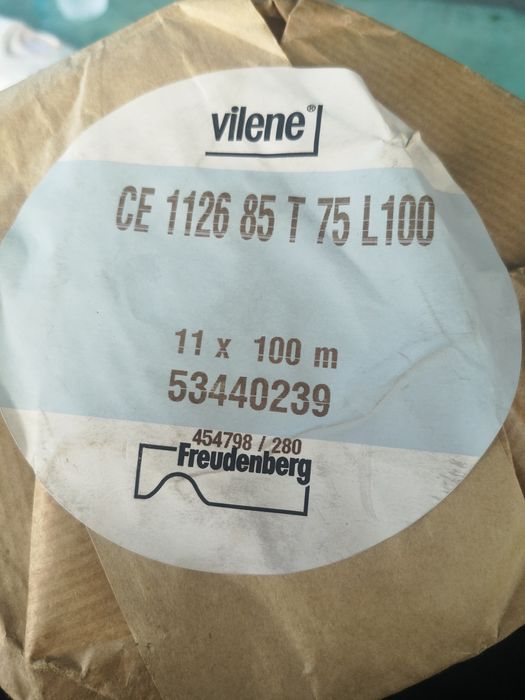 vilene®
CE 1126 85 T 75 L100
11 x 100 m
53440239
454798 / 280
Freudenberg